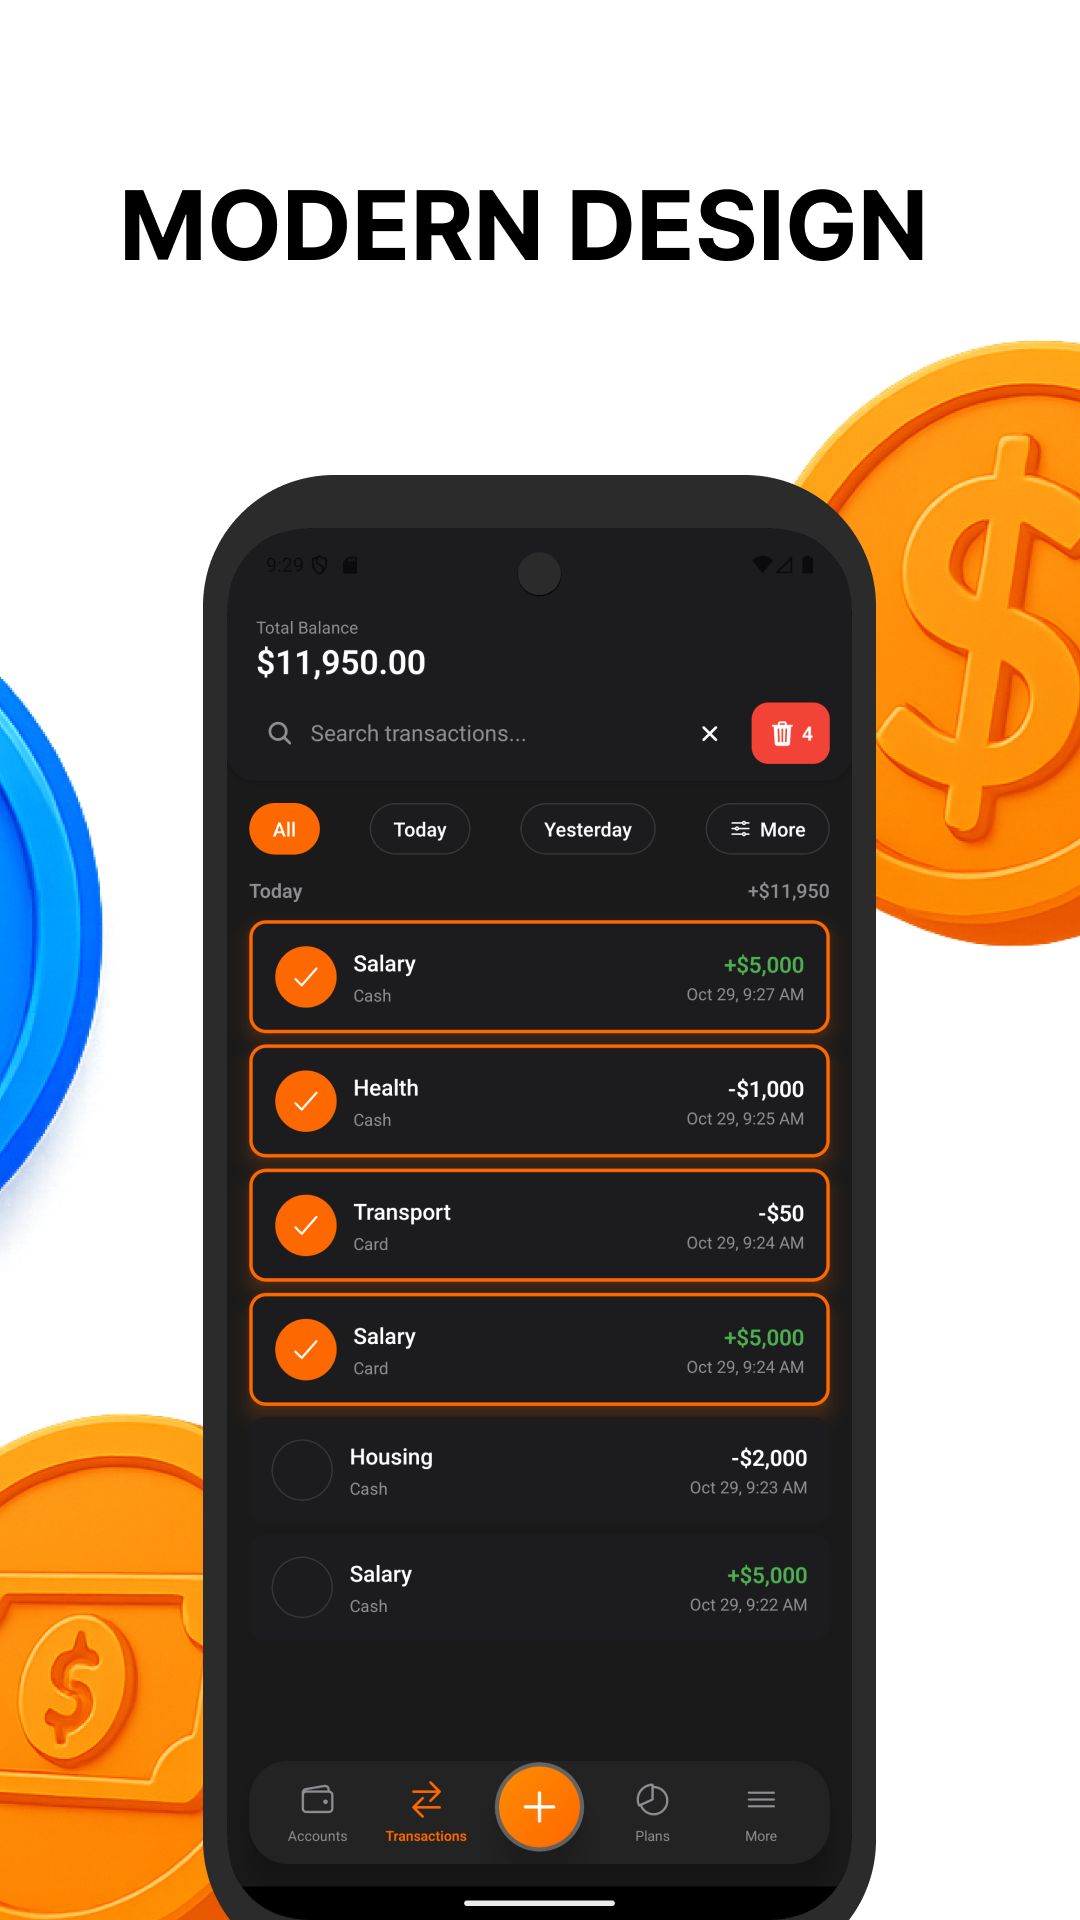 MODERN DESIGN
9:29
Total Balance
$11,950.00
Search transactions...
4
All
Today
Yesterday
More
Today
+$11,950
Salary
+$5,000
Cash
Oct 29, 9:27 AM
Health
-$1,000
Cash
Oct 29, 9:25 AM
Transport
-$50
Card
Oct 29, 9:24 AM
Salary
+$5,000
Card
Oct 29, 9:24 AM
Housing
-$2,000
Cash
Oct 29, 9:23 AM
Salary
+$5,000
Cash
Oct 29, 9:22 AM
Accounts
Transactions
Plans
More
$
$